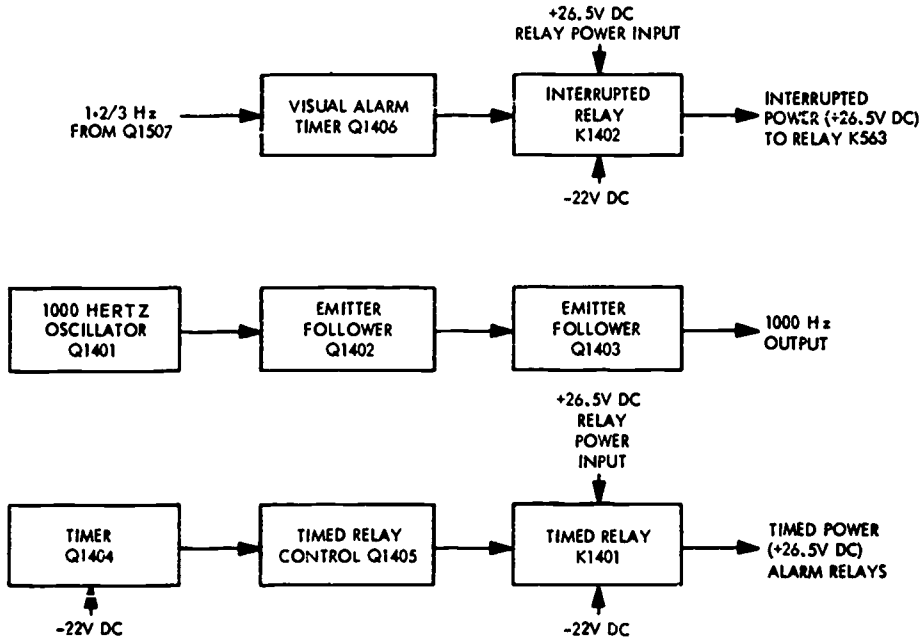 +26.5V DC
RELAY POWER INPUT
1-2/3 Hz
FROM Q1507
VISUAL ALARM
TIMER Q1406
INTERRUPTED
RELAY
K1402
INTERRUPTED
POWER (+26.5V DC)
TO RELAY K563
-22V DC
1000 HERTZ
OSCILLATOR
Q1401
EMITTER
FOLLOWER
Q1402
EMITTER
FOLLOWER
Q1403
1000 Hz
OUTPUT
+26.5V DC
RELAY
POWER
INPUT
TIMER
Q1404
TIMED RELAY
CONTROL Q1405
TIMED RELAY
K1401
TIMED POWER
(+26.5V DC)
ALARM RELAYS
-22V DC
-22V DC